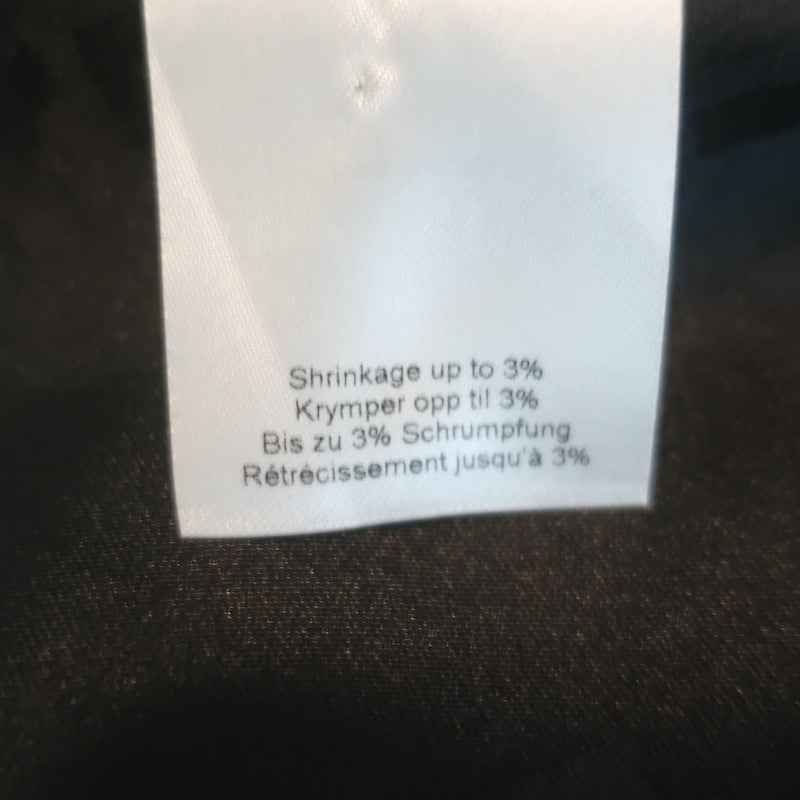 Shrinkage up to 3%
Krymper opp til 3%
Bis zu 3% Schrumpfung
Rétrécissement jusqu'à 3%